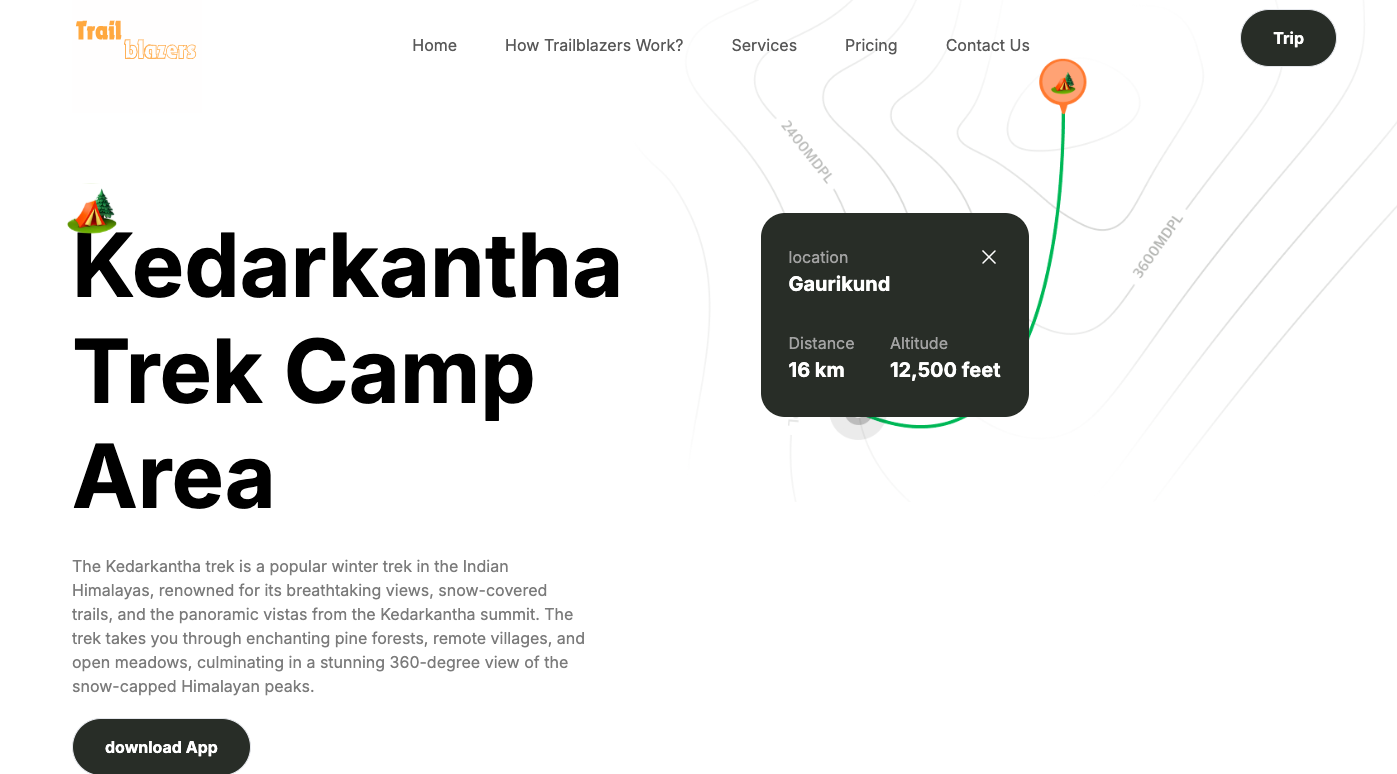 Trail
blazers
Home
How Trailblazers Work?
Services
Pricing
Contact Us
Trip
2400MDPL
3600MDPL
location
Gaurikund
Distance
Altitude
16 km
12,500 feet
Kedarkantha
Trek Camp
Area
The Kedarkantha trek is a popular winter trek in the Indian
Himalayas, renowned for its breathtaking views, snow-covered
trails, and the panoramic vistas from the Kedarkantha summit. The
trek takes you through enchanting pine forests, remote villages, and
open meadows, culminating in a stunning 360-degree view of the
snow-capped Himalayan peaks.
download App